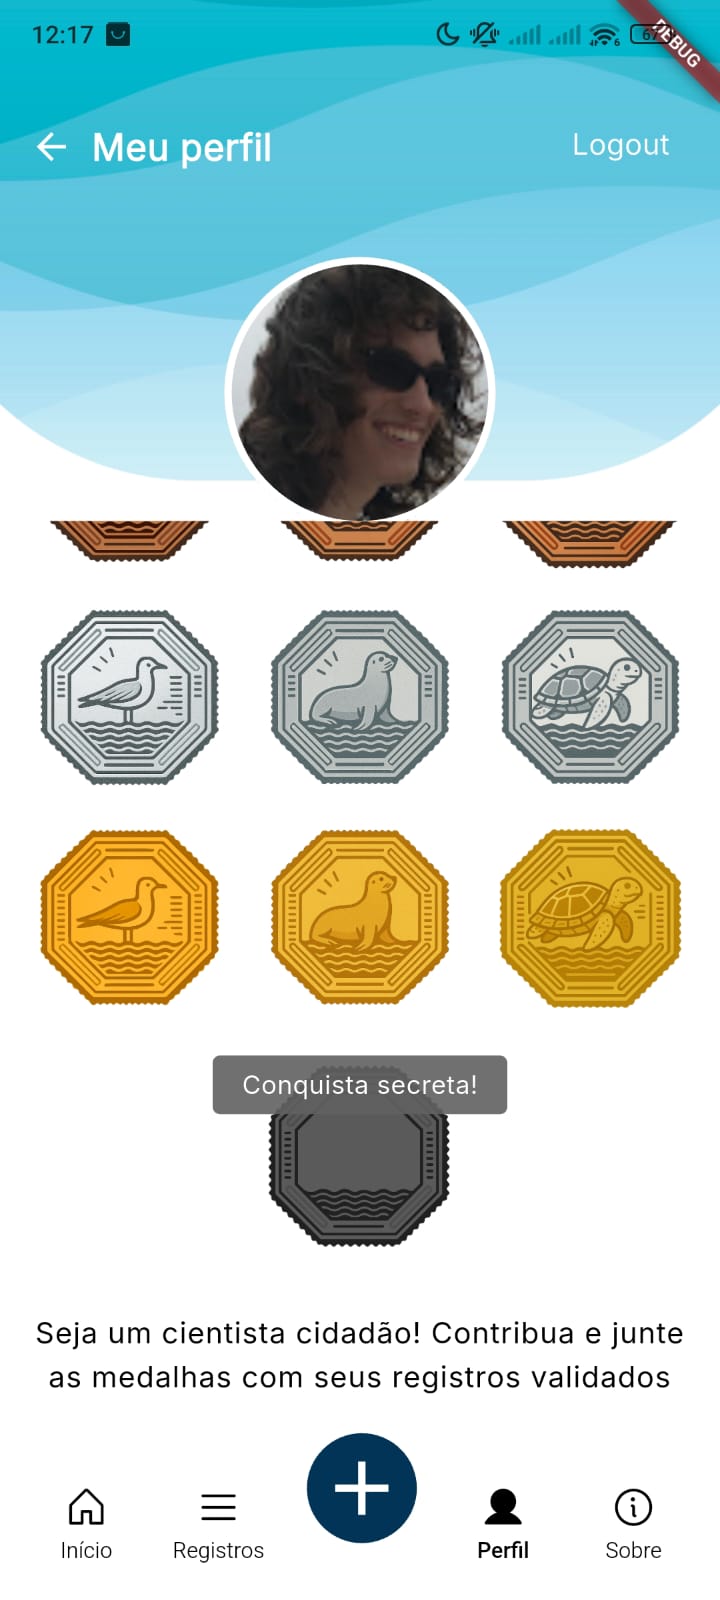 12:17
67
DEBUG
Meu perfil
Logout
Conquista secreta!
Seja um cientista cidadão! Contribua e junte
as medalhas com seus registros validados
Início
Registros
Perfil
Sobre